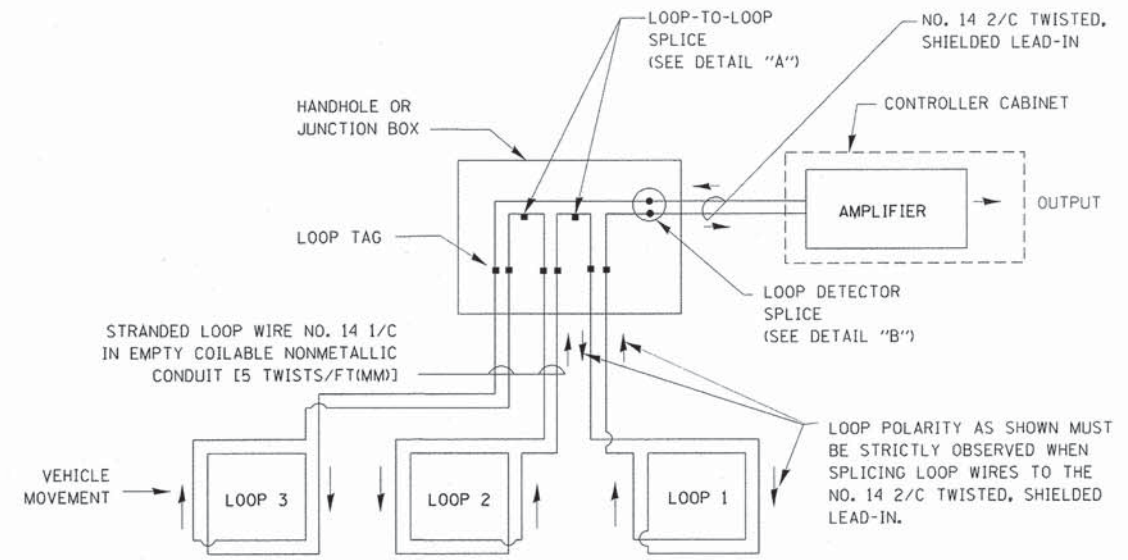 LOOP-TO-LOOP
SPLICE
(SEE DETAIL "A")
NO. 14 2/C TWISTED,
SHIELDED LEAD-IN
HANDHOLE OR
JUNCTION BOX
CONTROLLER CABINET
AMPLIFIER
OUTPUT
LOOP TAG
LOOP DETECTOR
SPLICE
(SEE DETAIL "B")
STRANDED LOOP WIRE NO. 14 1/C
IN EMPTY COILABLE NONMETALLIC
CONDUIT [5 TWISTS/FT(MM)]
LOOP POLARITY AS SHOWN MUST
BE STRICTLY OBSERVED WHEN
SPLICING LOOP WIRES TO THE
NO. 14 2/C TWISTED, SHIELDED
LEAD-IN.
VEHICLE
MOVEMENT
LOOP 3
LOOP 2
LOOP 1